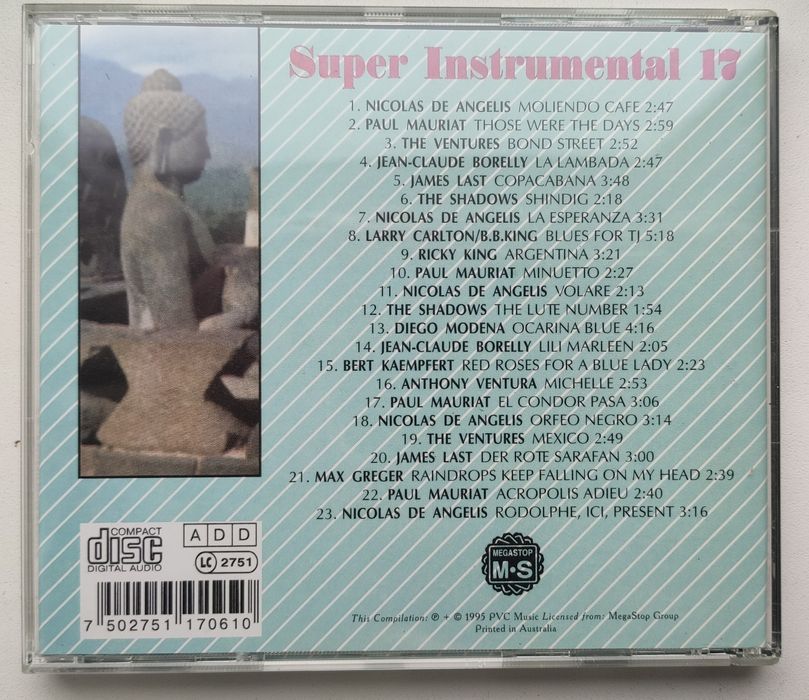 Super Instrumental 17
1. NICOLAS DE ANGELIS MOLIENDO CAFE 2:47
2. PAUL MAURIAT THOSE WERE THE DAYS 2:59
3. THE VENTURES BOND STREET 2:52
4. JEAN-CLAUDE BORELLY LA LAMBADA 2:47
5. JAMES LAST COPACABANA 3:48
6. THE SHADOWS SHINDIG 2:18
7. NICOLAS DE ANGELIS LA ESPERANZA 3:31
8. LARRY CARLTON/B.B.KING BLUES FOR TJ 5:18
9. RICKY KING ARGENTINA 3:21
10. PAUL MAURIAT MINUETTO 2:27
11. NICOLAS DE ANGELIS VOLARE 2:13
12. THE SHADOWS THE LUTE NUMBER 1:54
13. DIEGO MODENA OCARINA BLUE 4:16
14. JEAN-CLAUDE BORELLY LILI MARLEEN 2:05
15. BERT KAEMPFERT RED ROSES FOR A BLUE LADY 2:23
16. ANTHONY VENTURA MICHELLE 2:53
17. PAUL MAURIAT EL CONDOR PASA 3:06
18. NICOLAS DE ANGELIS ORFEO NEGRO 3:14
19. THE VENTURES MEXICO 2:49
20. JAMES LAST DER ROTE SARAFAN 3:00
21. MAX GREGER RAINDROPS KEEP FALLING ON MY HEAD 2:39
22. PAUL MAURIAT ACROPOLIS ADIEU 2:40
23. NICOLAS DE ANGELIS RODOLPHE, ICI, PRESENT 3:16
COMPACT
disc
DIGITAL AUDIO
A D D
LC 2751
7 502751 170610
MEGASTOP
M·S
This Compilation: ℗ + © 1995 PVC Music Licensed from: MegaStop Group
Printed in Australia